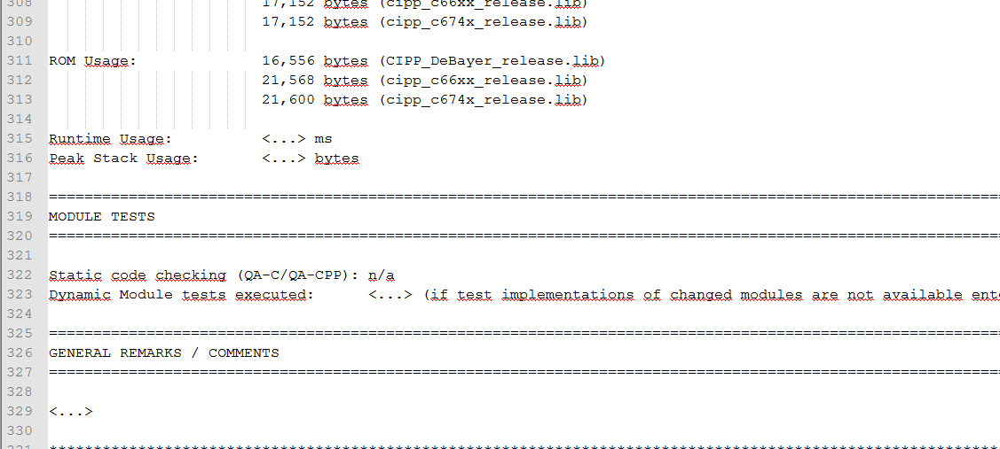 308 17,152 bytes (cipp_c66xx_release.lib)
309 17,152 bytes (cipp_c674x_release.lib)
310
311 ROM Usage: 16,556 bytes (CIPP_DeBayer_release.lib)
312 21,568 bytes (cipp_c66xx_release.lib)
313 21,600 bytes (cipp_c674x_release.lib)
314
315 Runtime Usage: <...> ms
316 Peak Stack Usage: <...> bytes
317
318 ============================================================================================================
319 MODULE TESTS
320 ============================================================================================================
321
322 Static code checking (QA-C/QA-CPP): n/a
323 Dynamic Module tests executed: <...> (if test implementations of changed modules are not available ent
324
325 ============================================================================================================
326 GENERAL REMARKS / COMMENTS
327 ============================================================================================================
328
329 <...>
330
331 ************************************************************************************************************